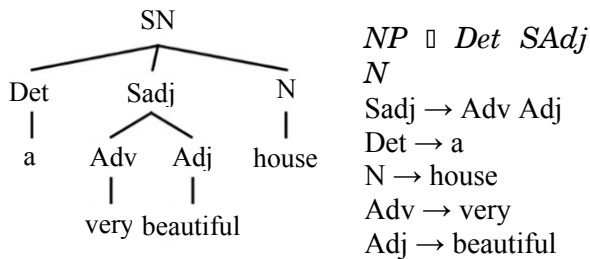 SN
Det Sadj N
a Adv Adj house
very beautiful
NP ▯ Det SAdj
N
Sadj → Adv Adj
Det → a
N → house
Adv → very
Adj → beautiful